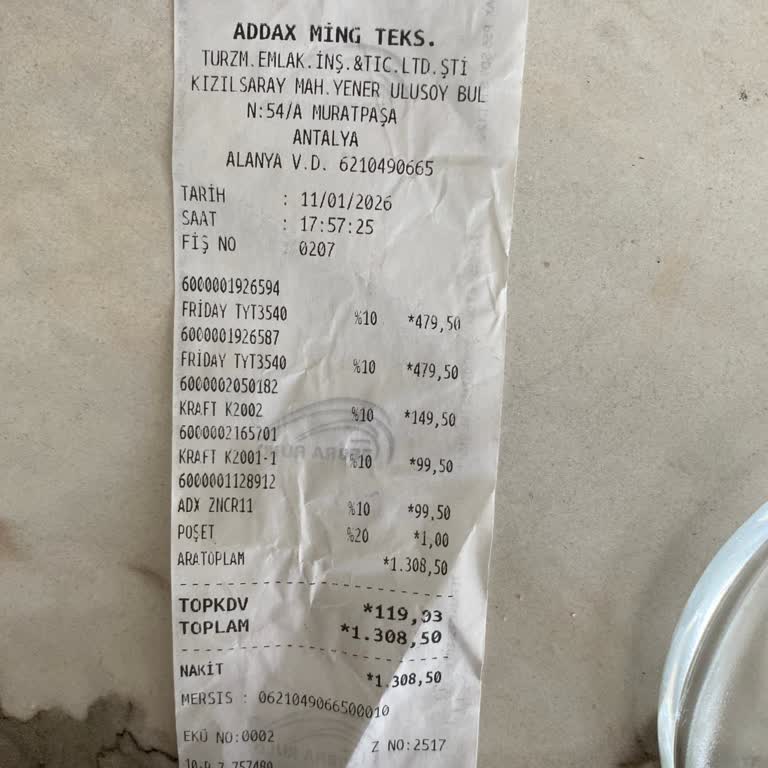 ADDAX MİNG TEKS.
TURZM.EMLAK.İNŞ.&TİC.LTD.ŞTİ
KIZILSARAY MAH.YENER ULUSOY BUL
N:54/A MURATPAŞA
ANTALYA
ALANYA V.D. 6210490665
TARİH : 11/01/2026
SAAT : 17:57:25
FİŞ NO : 0207
6000001926594
FRİDAY TYT3540 %10 *479,50
6000001926587
FRİDAY TYT3540 %10 *479,50
6000002050182
KRAFT K2002 %10 *149,50
6000002165701
KRAFT K2001-1 %10 *99,50
6000001128912
ADX ZNCR11 %10 *99,50
POŞET %20 *1,00
ARATOPLAM *1.308,50
TOPKDV *119,03
TOPLAM *1.308,50
NAKİT *1.308,50
MERSIS : 0621049066500010
EKÜ NO:0002 Z NO:2517